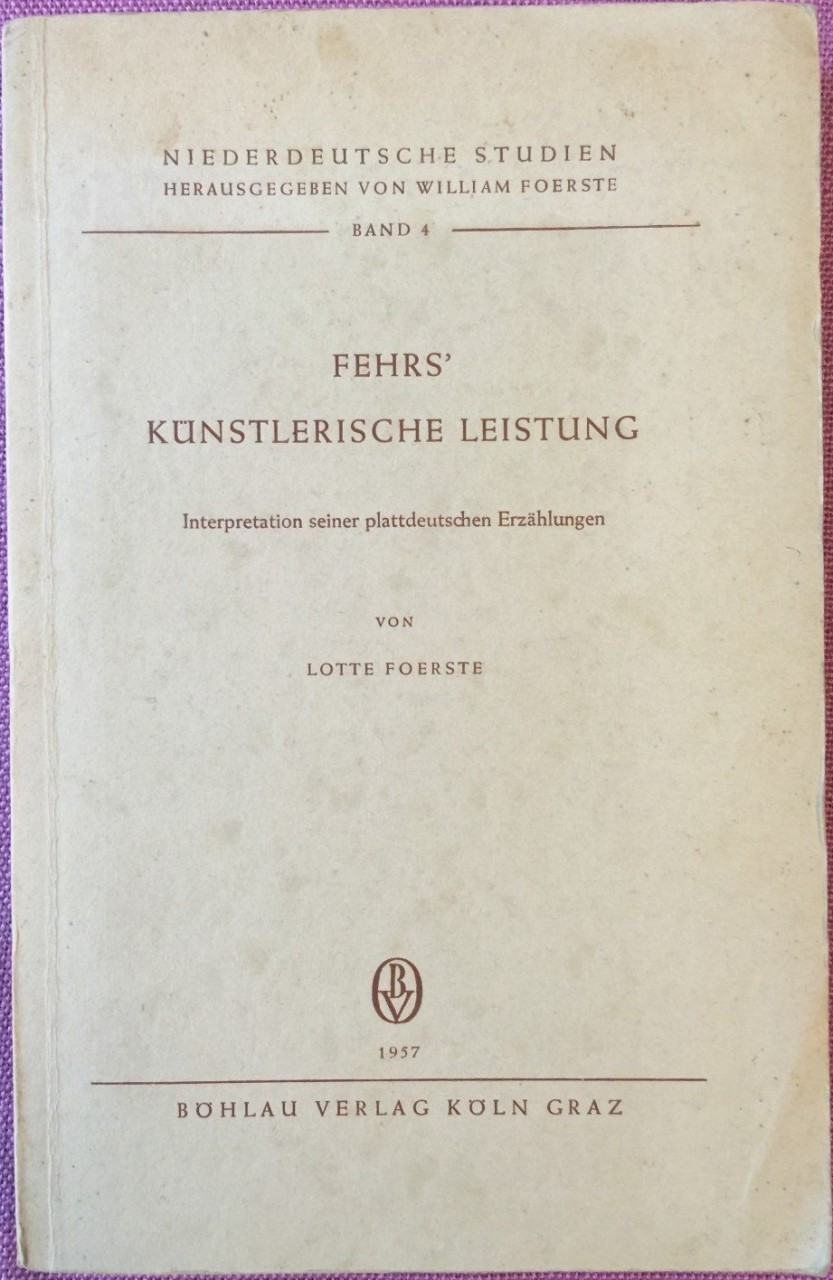 NIEDERDEUTSCHE STUDIEN
HERAUSGEGEBEN VON WILLIAM FOERSTE
BAND 4
FEHRS’
KÜNSTLERISCHE LEISTUNG
Interpretation seiner plattdeutschen Erzählungen
VON
LOTTE FOERSTE
BV
1957
BÖHLAU VERLAG KÖLN GRAZ